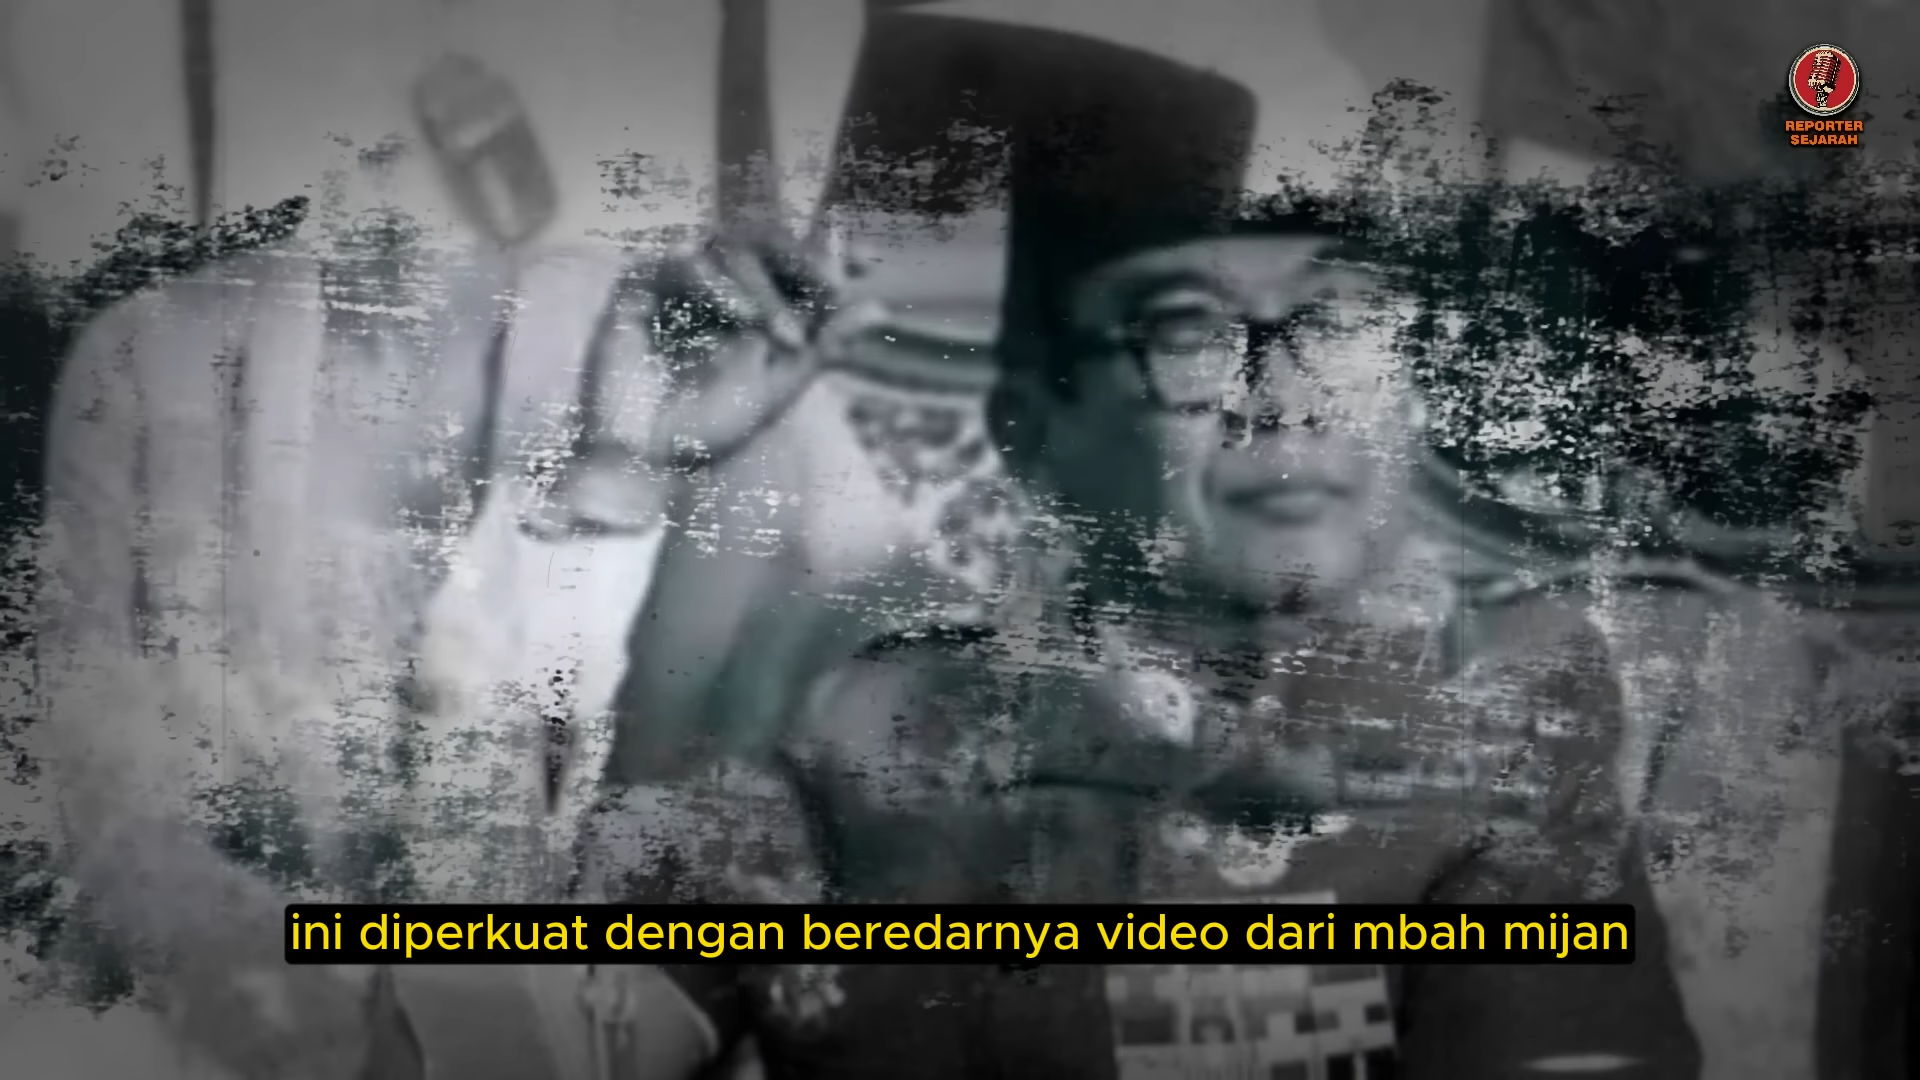 REPORTER
SEJARAH
ini diperkuat dengan beredarnya video dari mbah mijan